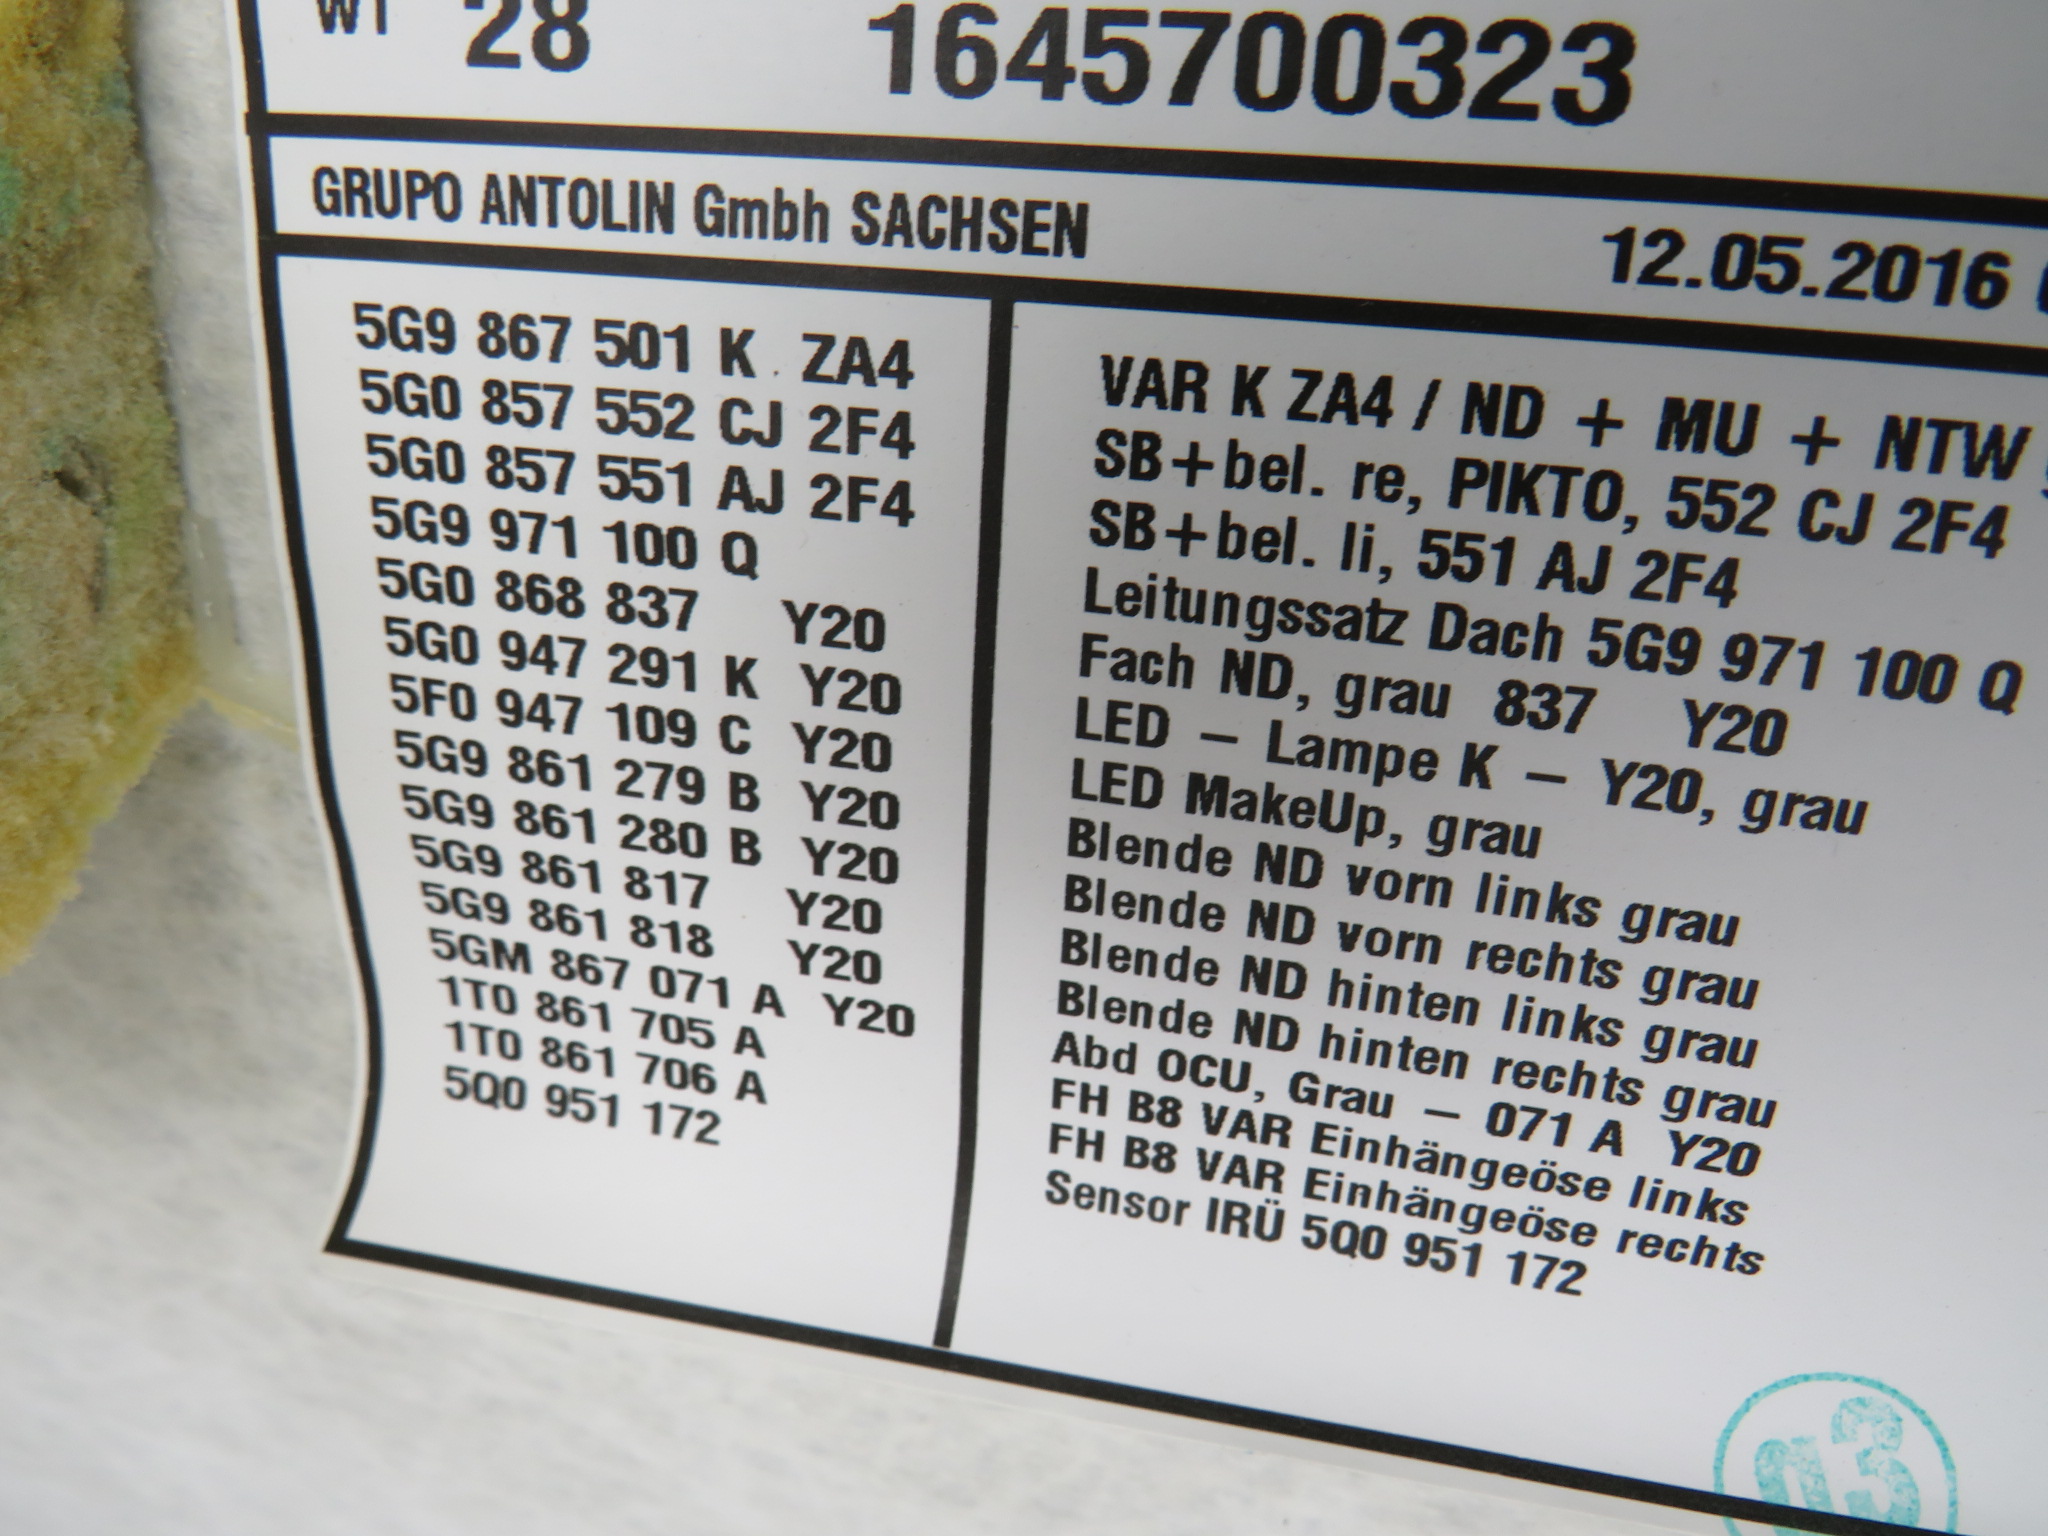 WT 28 1645700323
GRUPO ANTOLIN Gmbh SACHSEN 12.05.2016
5G9 867 501 K ZA4
5G0 857 552 CJ 2F4
5G0 857 551 AJ 2F4
5G9 971 100 Q
5G0 868 837 Y20
5G0 947 291 K Y20
5F0 947 109 C Y20
5G9 861 279 B Y20
5G9 861 280 B Y20
5G9 861 817 Y20
5G9 861 818 Y20
5GM 867 071 A Y20
1T0 861 705 A
1T0 861 706 A
5Q0 951 172
VAR K ZA4 / ND + MU + NTW
SB+bel. re, PIKTO, 552 CJ 2F4
SB+bel. li, 551 AJ 2F4
Leitungssatz Dach 5G9 971 100 Q
Fach ND, grau 837 Y20
LED – Lampe K – Y20, grau
LED MakeUp, grau
Blende ND vorn links grau
Blende ND vorn rechts grau
Blende ND hinten links grau
Blende ND hinten rechts grau
Abd OCU, Grau – 071 A Y20
FH B8 VAR Einhängeöse links
FH B8 VAR Einhängeöse rechts
Sensor IRÜ 5Q0 951 172
03